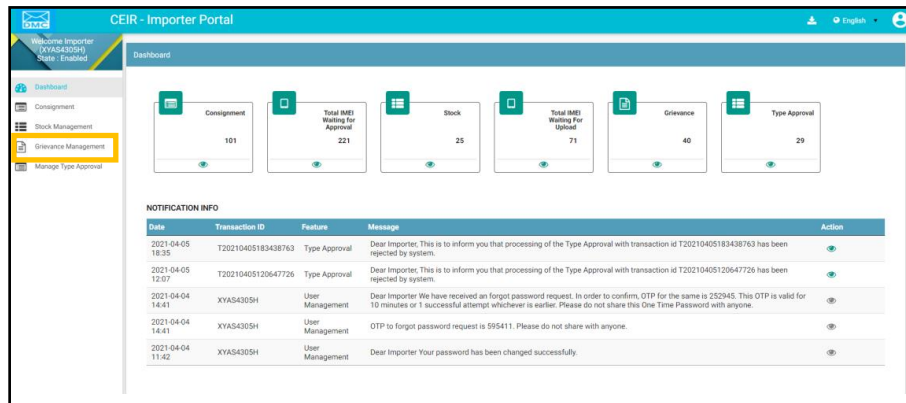 DMC
CEIR - Importer Portal
English
Welcome Importer
(XYAS4305H)
State : Enabled
Dashboard
Dashboard
Consignment
Stock Management
Grievance Management
Manage Type Approval
Consignment
101
Total IMEI
Waiting for
Approval
221
Stock
25
Total IMEI
Waiting For
Upload
71
Grievance
40
Type Approval
29
NOTIFICATION INFO
Date Transaction ID Feature Message Action
2021-04-05
18:35
T20210405183438763
Type Approval
Dear Importer, This is to inform you that processing of the Type Approval with transaction id T20210405183438763 has been
rejected by system.
2021-04-05
12:07
T20210405120647726
Type Approval
Dear Importer, This is to inform you that processing of the Type Approval with transaction id T20210405120647726 has been
rejected by system.
2021-04-04
14:41
XYAS4305H
User
Management
Dear Importer We have received an forgot password request. In order to confirm, OTP for the same is 252945. This OTP is valid for
10 minutes or 1 successful attempt whichever is earlier. Please do not share this One Time Password with anyone.
2021-04-04
14:41
XYAS4305H
User
Management
OTP to forgot password request is 595411. Please do not share with anyone.
2021-04-04
11:42
XYAS4305H
User
Management
Dear Importer Your password has been changed successfully.